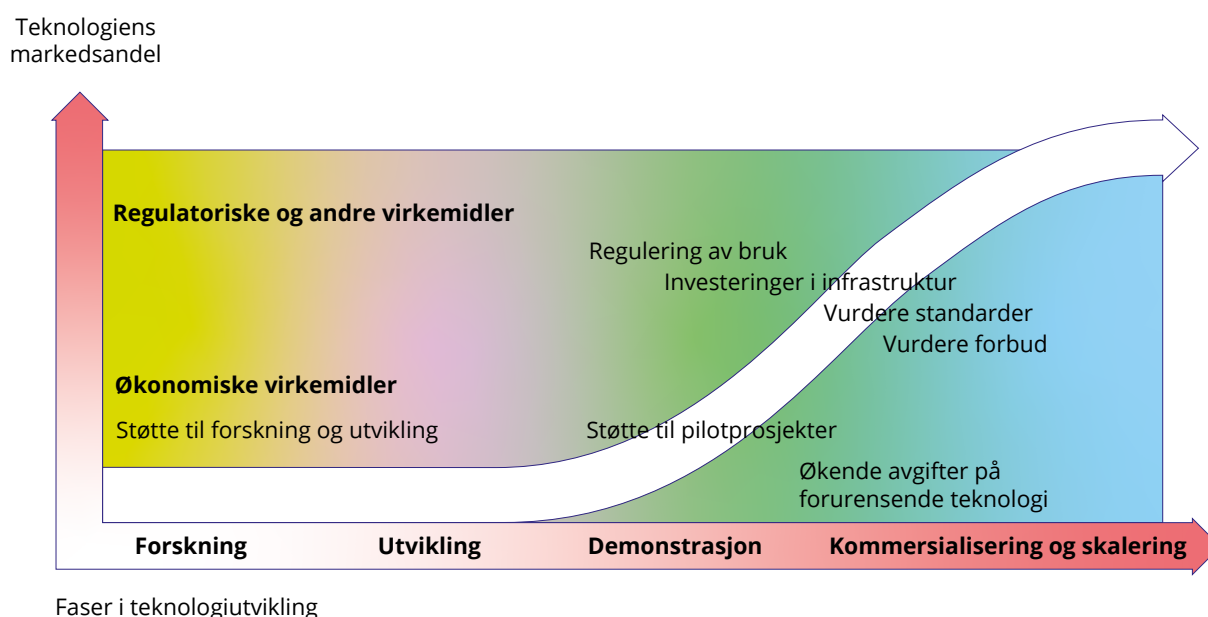 Teknologiens
markedsandel
Regulatoriske og andre virkemidler
Regulering av bruk
Investeringer i infrastruktur
Vurdere standarder
Vurdere forbud
Økonomiske virkemidler
Støtte til forskning og utvikling
Støtte til pilotprosjekter
Økende avgifter på
forurensende teknologi
Forskning
Utvikling
Demonstrasjon
Kommersialisering og skalering
Faser i teknologiutvikling